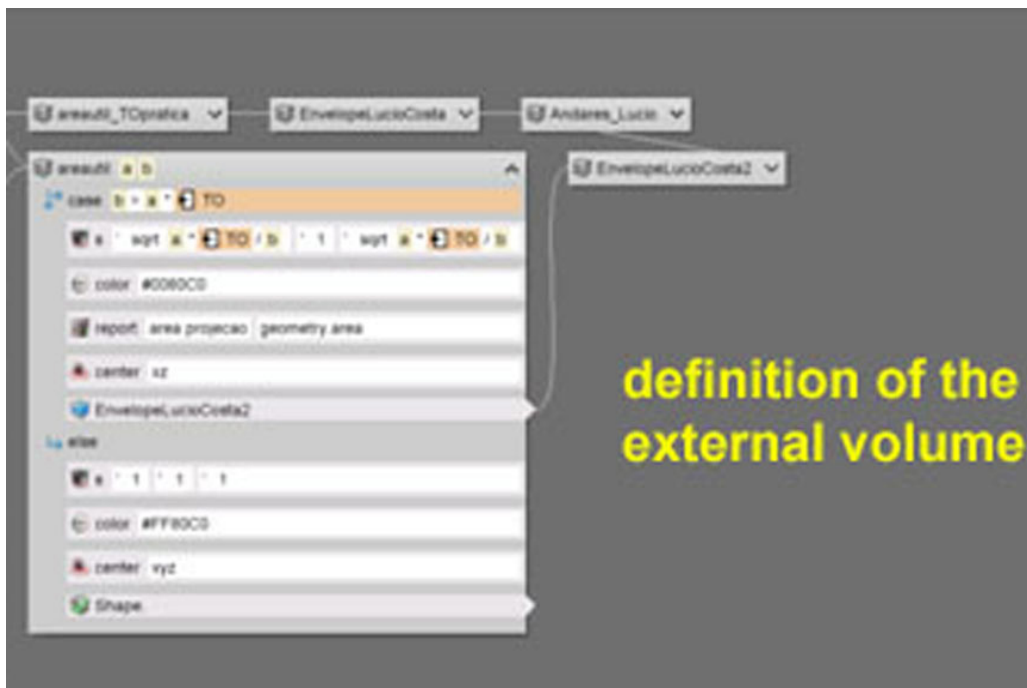 areautil_TOpratica EnvelopeLucioCosta Andares_Lucio
areautil a b EnvelopeLucioCosta2
case b > a * TO
s ' sqrt a * TO / b ' 1 ' sqrt a * TO / b
color #0080C0
report area projecao geometry.area
center xz
EnvelopeLucioCosta2
else
s ' 1 ' 1 ' 1
color #FF80C0
center xyz
Shape.
definition of the
external volume